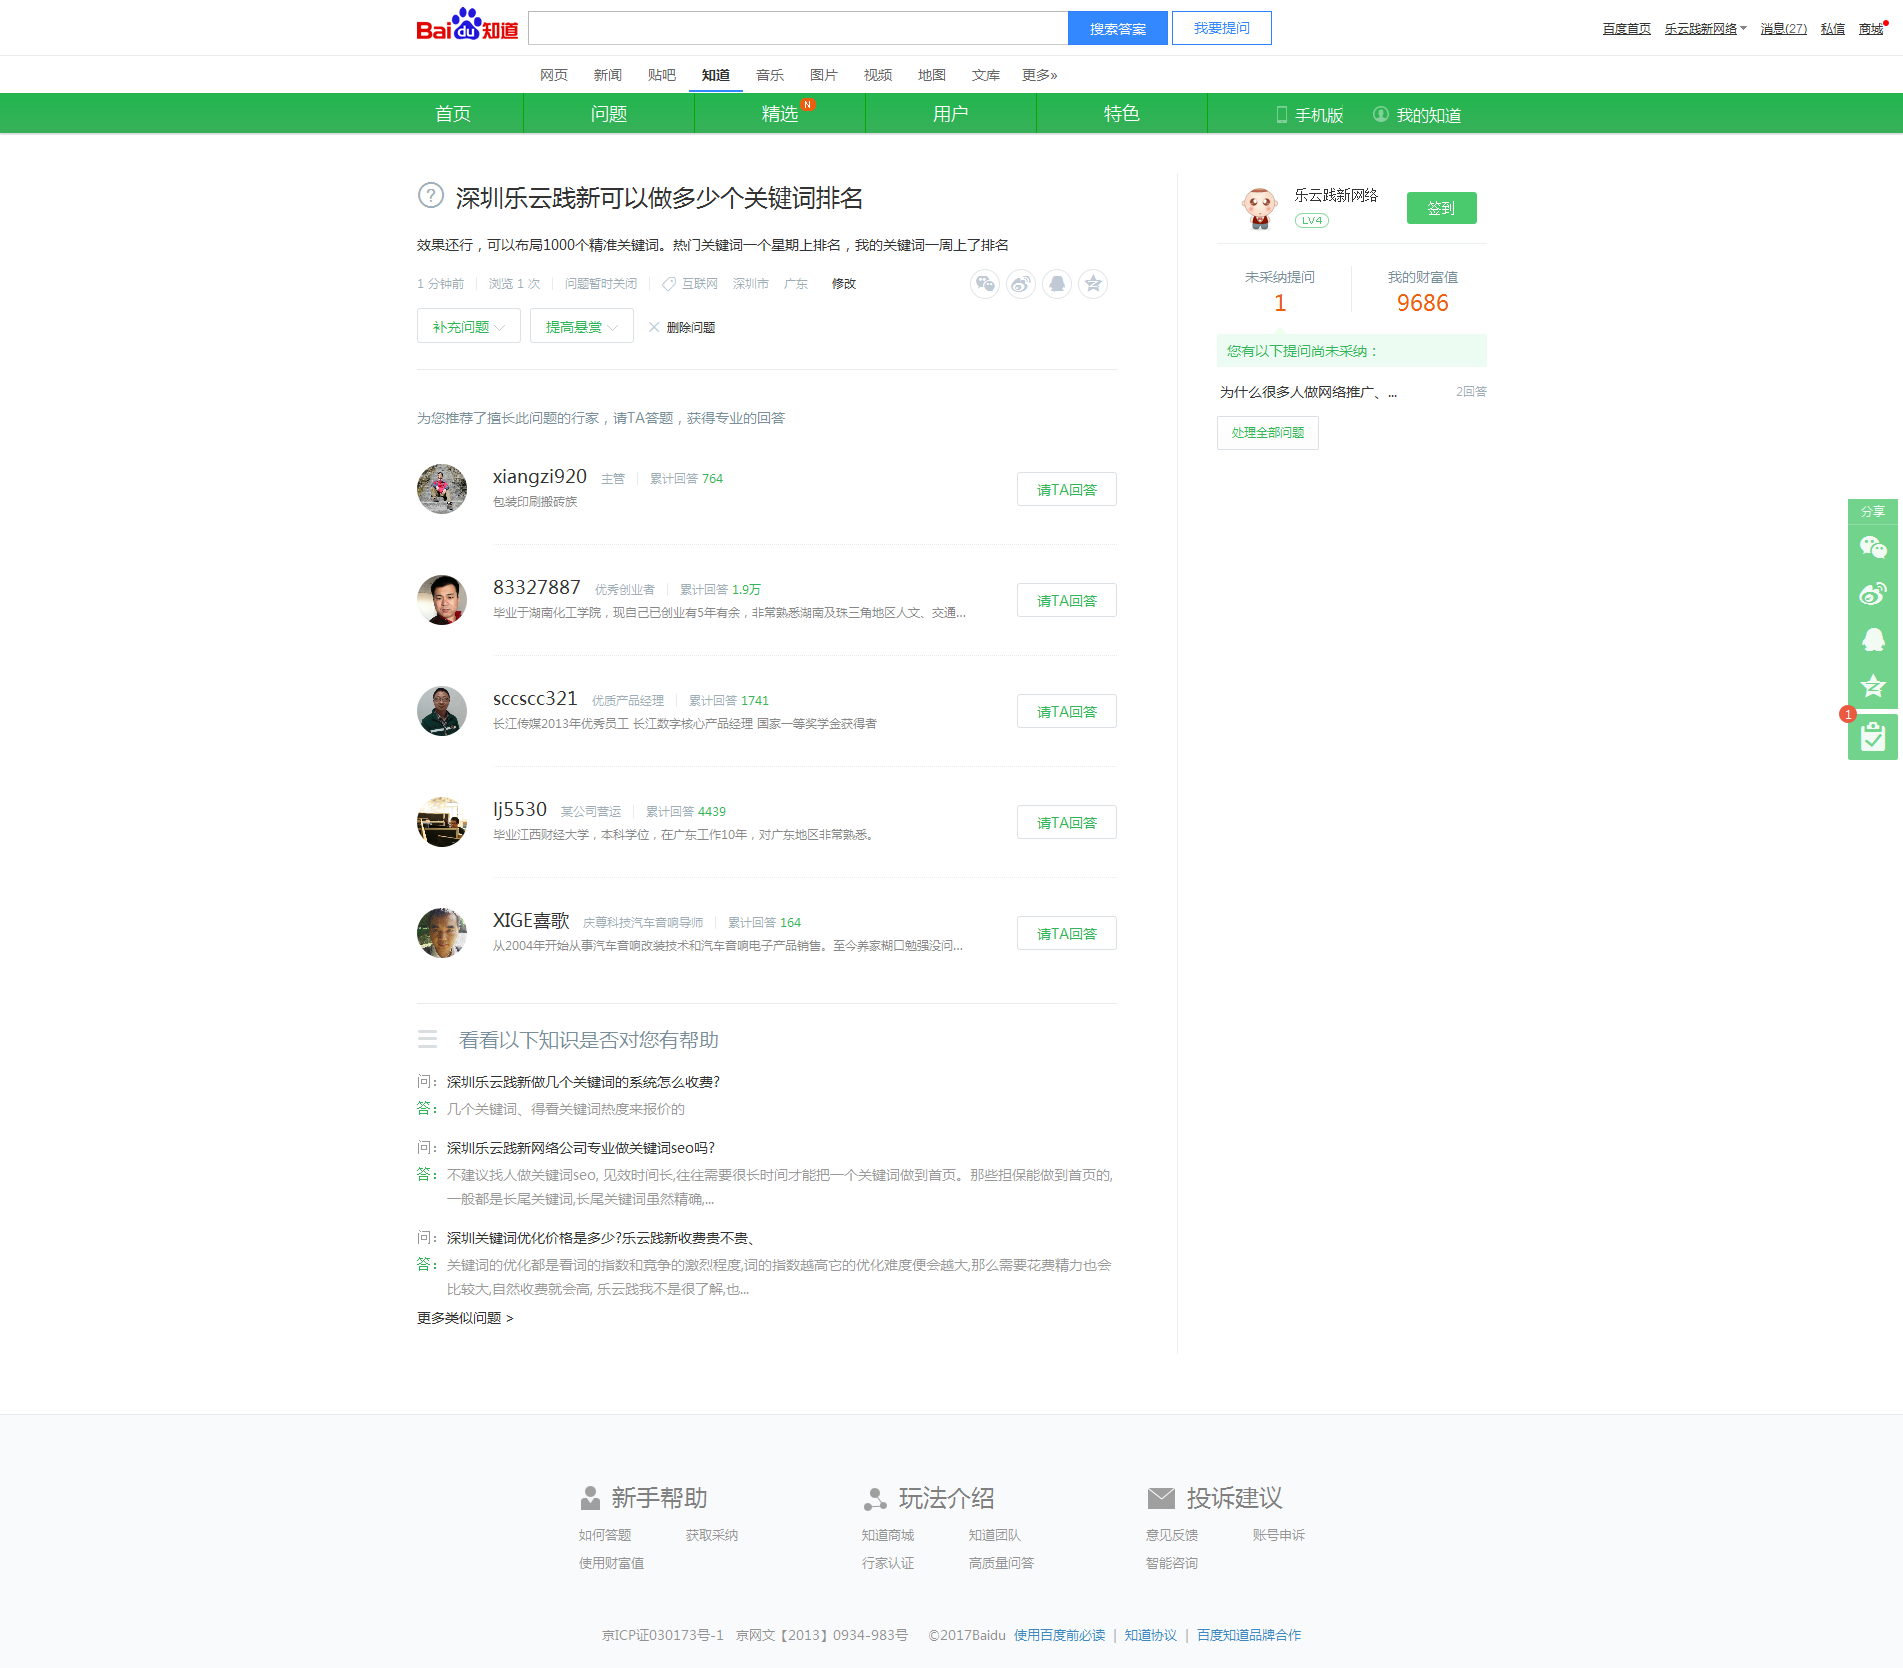 Baidu知道
搜索答案
我要提问
百度首页 乐云践新网络 消息(27) 私信 商城
网页 新闻 贴吧 知道 音乐 图片 视频 地图 文库 更多»
首页 问题 精选 N 用户 特色 手机版 我的知道
? 深圳乐云践新可以做多少个关键词排名
效果还行，可以布局1000个精准关键词。热门关键词一个星期上排名，我的关键词一周上了排名
1 分钟前 浏览 1 次 问题暂时关闭 互联网 深圳市 广东 修改
补充问题 提高悬赏 删除问题
为您推荐了擅长此问题的行家，请TA答题，获得专业的回答
xiangzi920 主管 累计回答 764
包装印刷搬砖族
请TA回答
83327887 优秀创业者 累计回答 1.9万
毕业于湖南化工学院，现自己已创业有5年有余，非常熟悉湖南及珠三角地区人文、交通...
请TA回答
sccscc321 优质产品经理 累计回答 1741
长江传媒2013年优秀员工 长江数字核心产品经理 国家一等奖学金获得者
请TA回答
lj5530 某公司营运 累计回答 4439
毕业江西财经大学，本科学位，在广东工作10年，对广东地区非常熟悉。
请TA回答
XIGE喜歌 庆尊科技汽车音响导师 累计回答 164
从2004年开始从事汽车音响改装技术和汽车音响电子产品销售。至今养家糊口勉强没问...
请TA回答
看看以下知识是否对您有帮助
问： 深圳乐云践新做几个关键词的系统怎么收费?
答： 几个关键词、得看关键词热度来报价的
问： 深圳乐云践新网络公司专业做关键词seo吗?
答： 不建议找人做关键词seo, 见效时间长,往往需要很长时间才能把一个关键词做到首页。那些担保能做到首页的,
一般都是长尾关键词,长尾关键词虽然精确,...
问： 深圳关键词优化价格是多少?乐云践新收费贵不贵、
答： 关键词的优化都是看词的指数和竞争的激烈程度,词的指数越高它的优化难度便会越大,那么需要花费精力也会
比较大,自然收费就会高, 乐云践我不是很了解,也...
更多类似问题 >
乐云践新网络
LV4
签到
未采纳提问 我的财富值
1 9686
您有以下提问尚未采纳：
为什么很多人做网络推广、... 2回答
处理全部问题
分享
1
新手帮助 玩法介绍 投诉建议
如何答题 获取采纳 知道商城 知道团队 意见反馈 账号申诉
使用财富值 行家认证 高质量问答 智能咨询
京ICP证030173号-1 京网文【2013】0934-983号 ©2017Baidu 使用百度前必读 | 知道协议 | 百度知道品牌合作